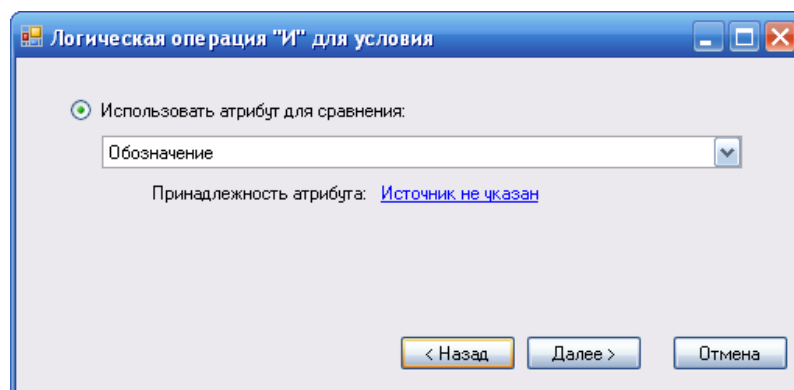 Логическая операция "И" для условия
Использовать атрибут для сравнения:
Обозначение
Принадлежность атрибута: Источник не указан
< Назад Далее > Отмена